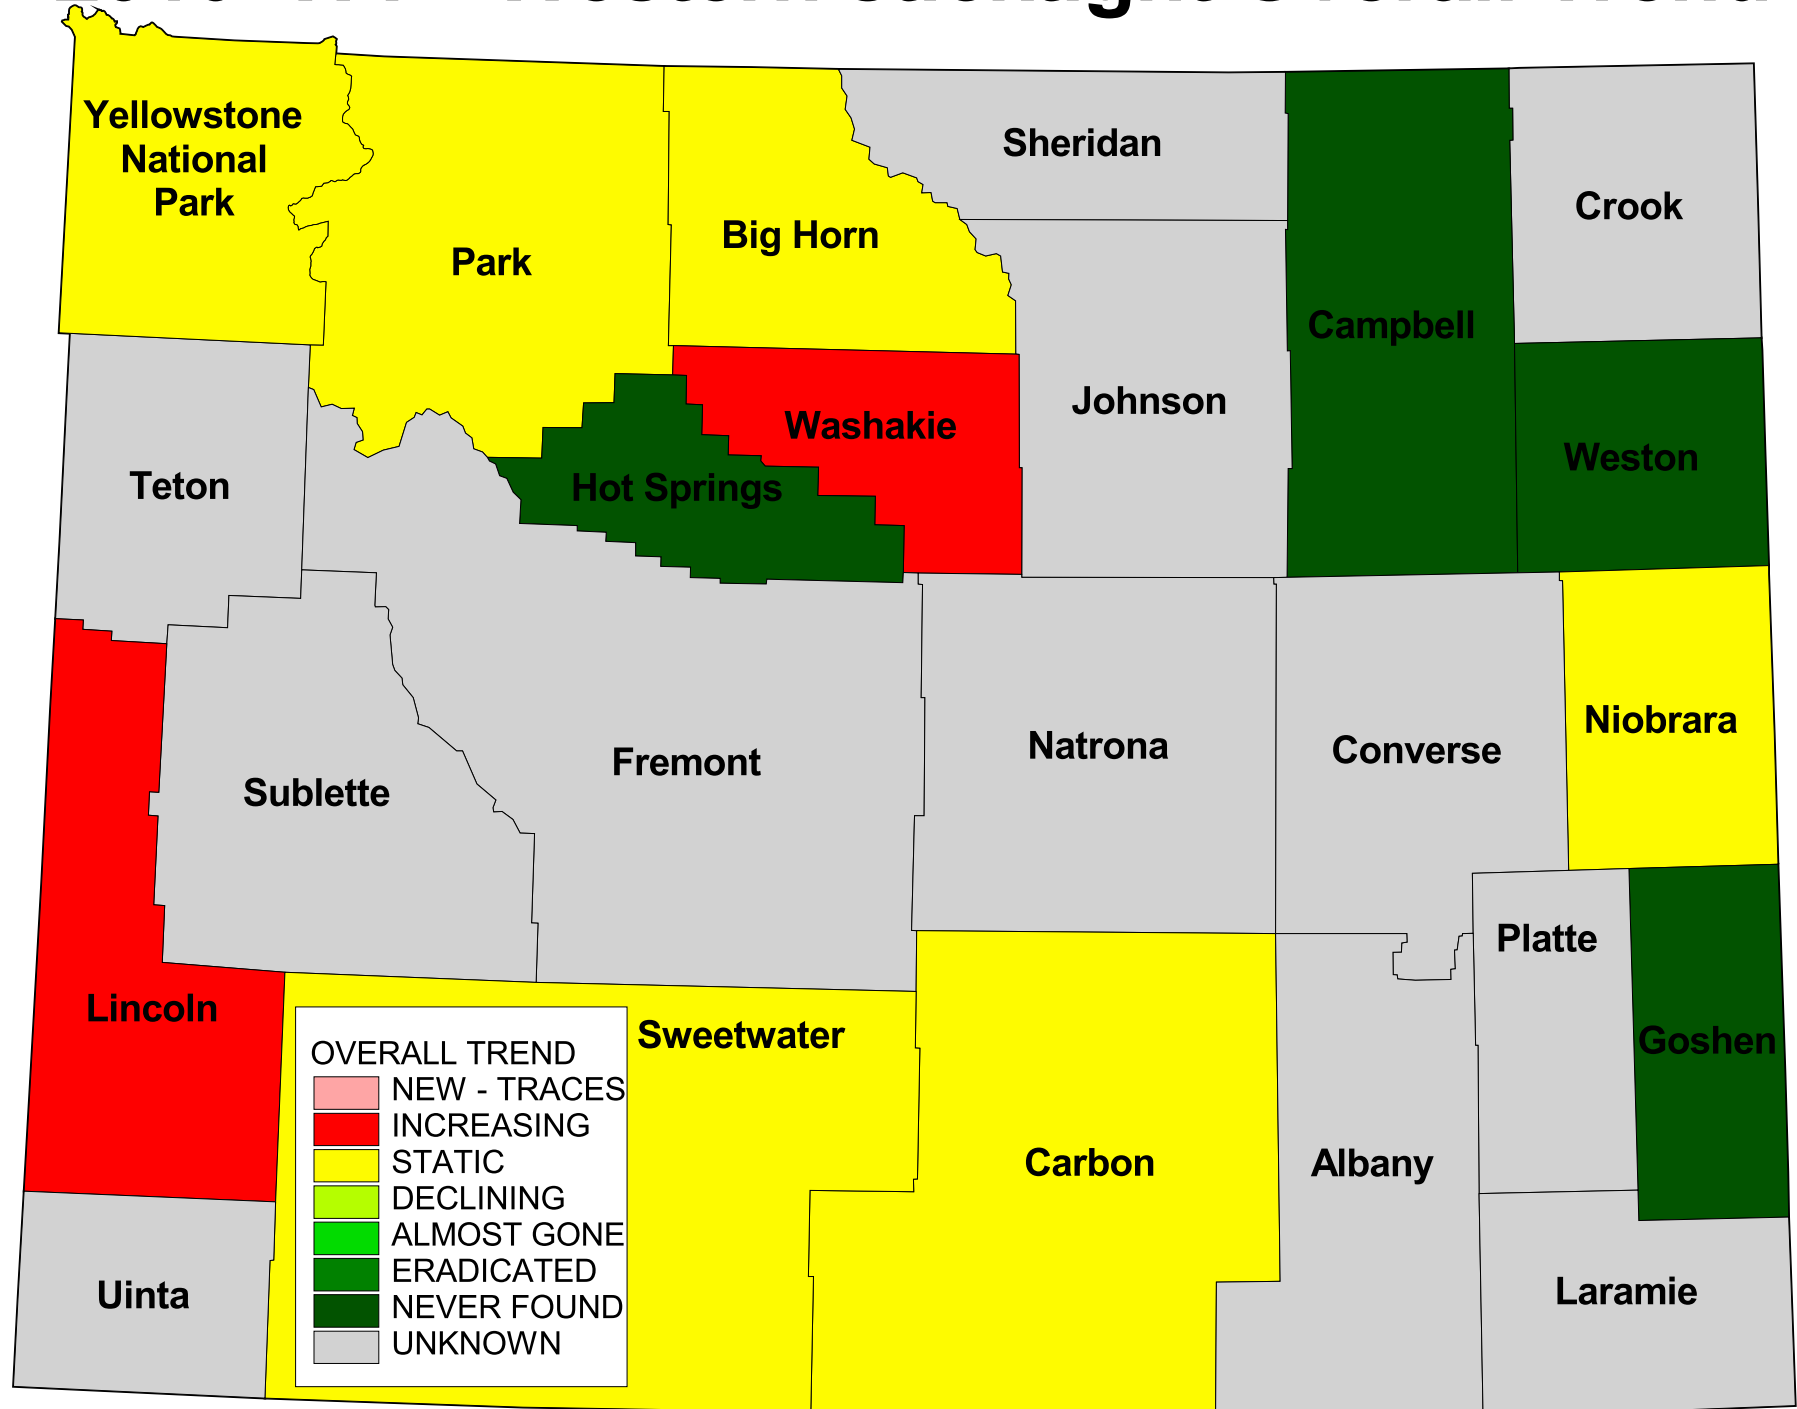 Yellowstone
National
Park
Park
Big Horn
Sheridan
Crook
Campbell
Johnson
Washakie
Weston
Hot Springs
Teton
Niobrara
Natrona
Converse
Fremont
Sublette
Platte
Lincoln
Sweetwater
Goshen
Carbon
Albany
Uinta
Laramie
OVERALL TREND
NEW - TRACES
INCREASING
STATIC
DECLINING
ALMOST GONE
ERADICATED
NEVER FOUND
UNKNOWN